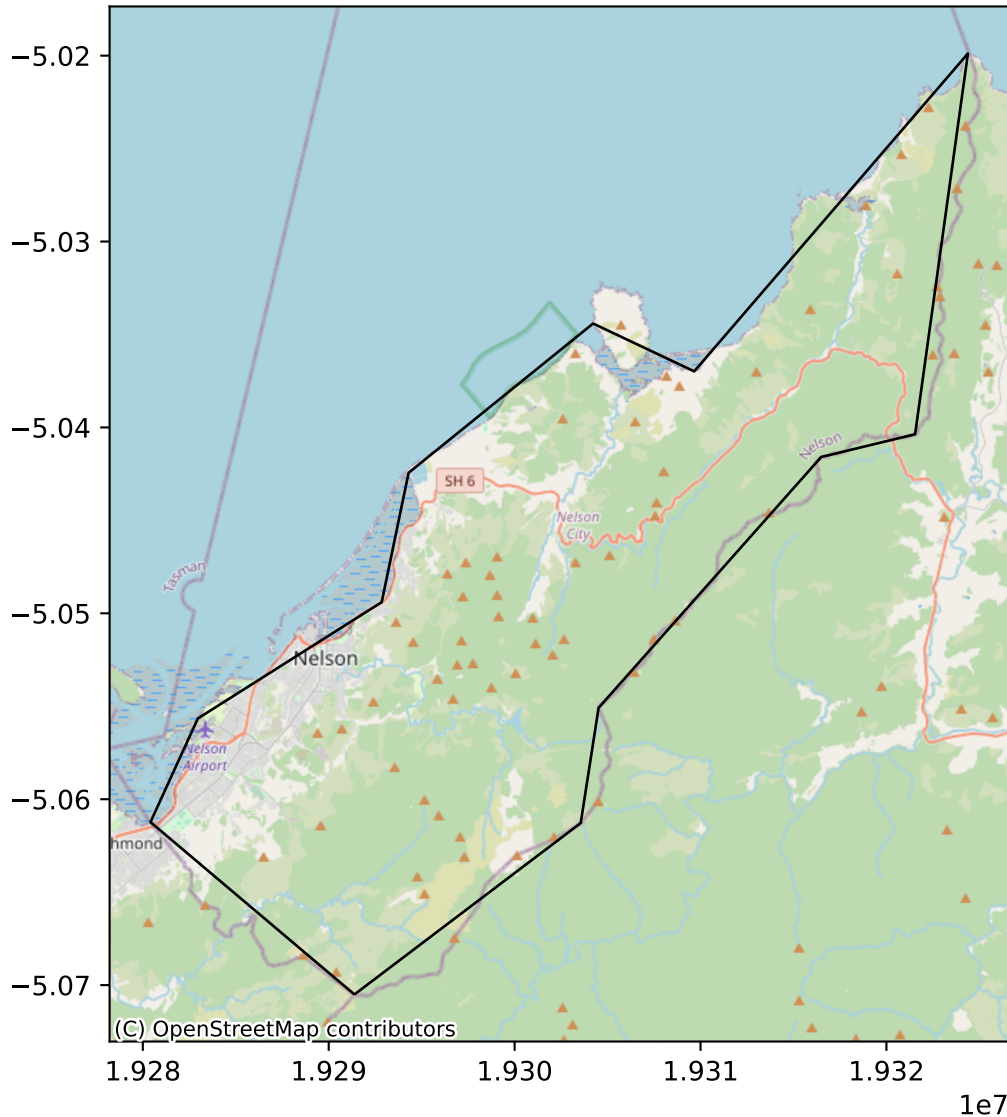 −5.02
−5.03
−5.04
−5.05
−5.06
−5.07
SH 6
Nelson
Nelson
City
Tasman
Nelson
Nelson
Airport
hmond
(C) OpenStreetMap contributors
1.928 1.929 1.930 1.931 1.932
1e7